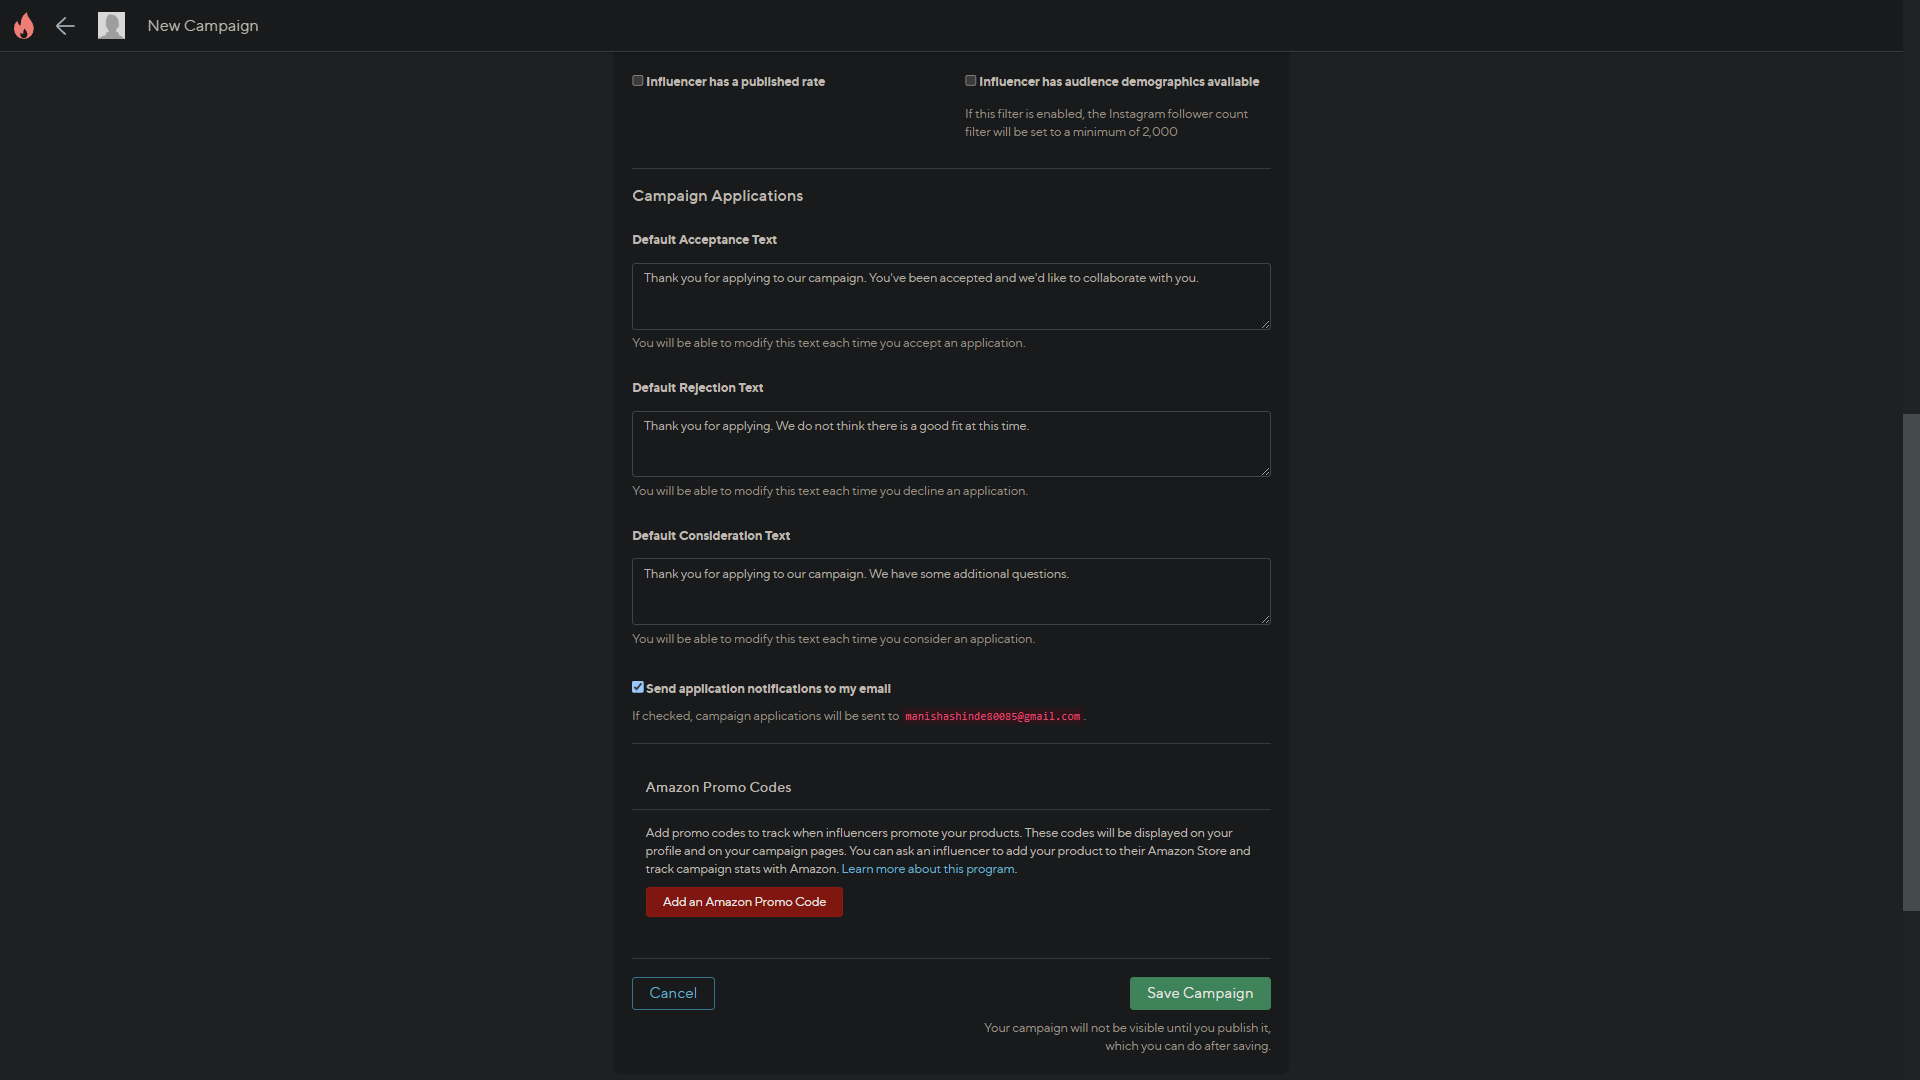 New Campaign
Influencer has a published rate
Influencer has audience demographics available
If this filter is enabled, the Instagram follower count
filter will be set to a minimum of 2,000
Campaign Applications
Default Acceptance Text
Thank you for applying to our campaign. You've been accepted and we'd like to collaborate with you.
You will be able to modify this text each time you accept an application.
Default Rejection Text
Thank you for applying. We do not think there is a good fit at this time.
You will be able to modify this text each time you decline an application.
Default Consideration Text
Thank you for applying to our campaign. We have some additional questions.
You will be able to modify this text each time you consider an application.
Send application notifications to my email
If checked, campaign applications will be sent to manishashinde80085@gmail.com.
Amazon Promo Codes
Add promo codes to track when influencers promote your products. These codes will be displayed on your
profile and on your campaign pages. You can ask an influencer to add your product to their Amazon Store and
track campaign stats with Amazon. Learn more about this program.
Add an Amazon Promo Code
Cancel
Save Campaign
Your campaign will not be visible until you publish it,
which you can do after saving.